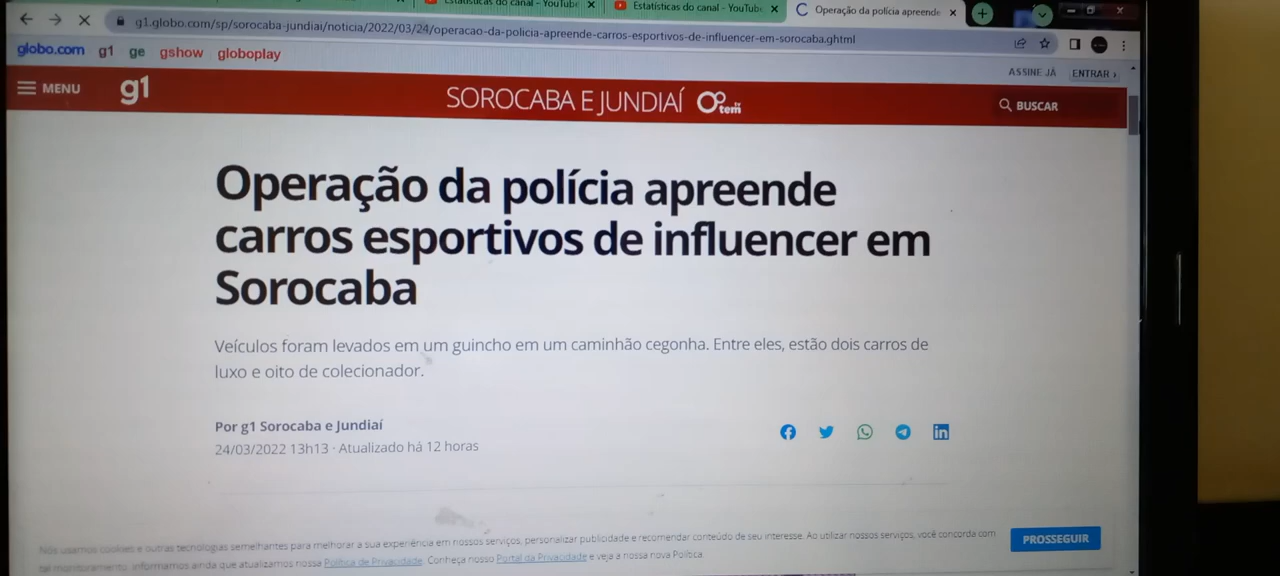 Estatísticas do canal - YouTube
Estatísticas do canal - YouTube
Operação da polícia apreende
g1.globo.com/sp/sorocaba-jundiai/noticia/2022/03/24/operacao-da-policia-apreende-carros-esportivos-de-influencer-em-sorocaba.ghtml
globo.com g1 ge gshow globoplay
ASSINE JÁ ENTRAR ›
MENU g1 SOROCABA E JUNDIAÍ tem BUSCAR
Operação da polícia apreende
carros esportivos de influencer em
Sorocaba
Veículos foram levados em um guincho em um caminhão cegonha. Entre eles, estão dois carros de
luxo e oito de colecionador.
Por g1 Sorocaba e Jundiaí
24/03/2022 13h13 · Atualizado há 12 horas
Nós usamos cookies e outras tecnologias semelhantes para melhorar a sua experiência em nossos serviços, personalizar publicidade e recomendar conteúdo de seu interesse. Ao utilizar nossos serviços, você concorda com
tal monitoramento. Informamos ainda que atualizamos nossa Política de Privacidade. Conheça nosso Portal da Privacidade e veja a nossa nova Política.
PROSSEGUIR